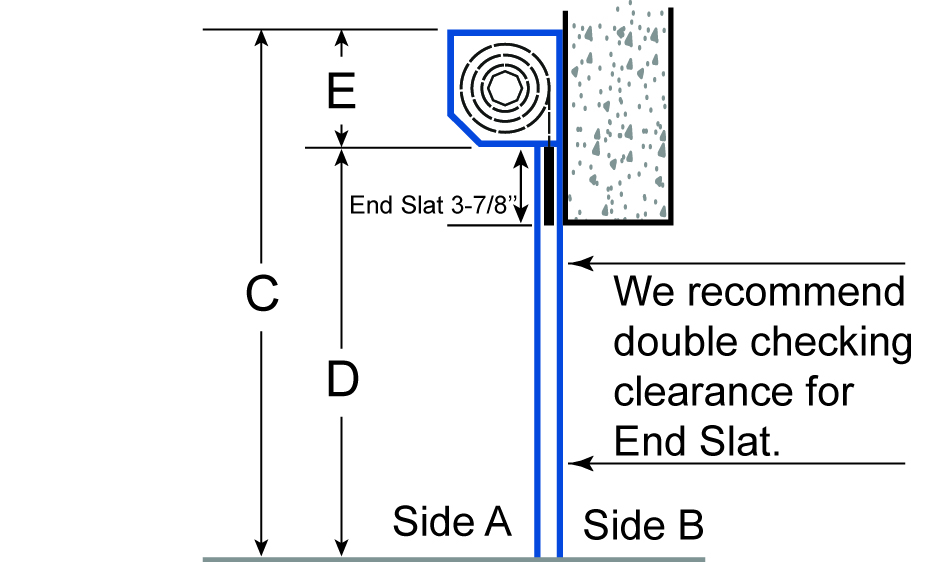 E
End Slat 3-7/8’’
C
We recommend
double checking
clearance for
End Slat.
D
Side A
Side B